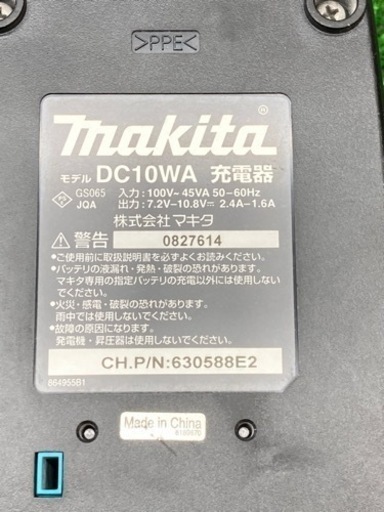 >PPE<
makita®
モデル DC10WA 充電器
GS065 入力：100V~ 45VA 50-60Hz
JQA 出力：7.2V-10.8V⎓ 2.4A-1.6A
株式会社マキタ
⚠警告 0827614
●ご使用前に取扱説明書を必ずよくお読みください。
●バッテリの液漏れ・発熱・破裂の恐れがあります。
マキタ専用の指定バッテリの充電以外には使用しない
でください。
●火災・感電・破裂の恐れがあります。
雨中では使用しないでください。
●故障の原因になります。
発電機・昇圧器は使用しないでください。
CH.P/N:630588E2
864955B1
Made in China